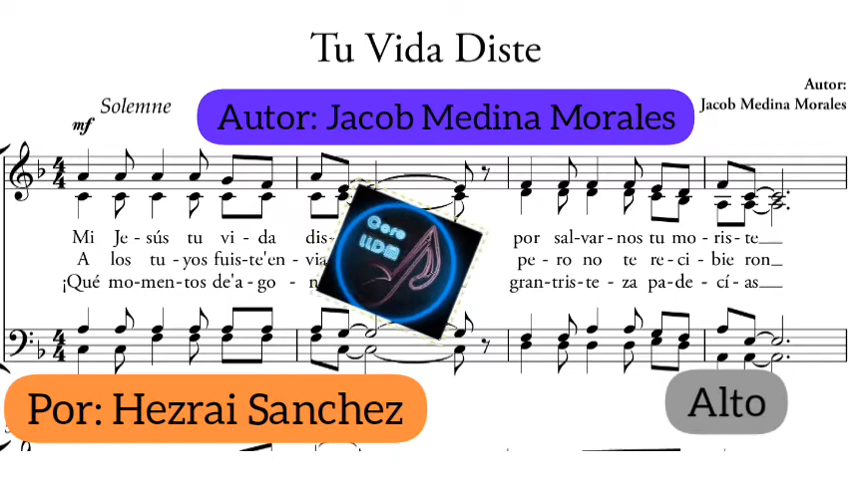 Tu Vida Diste
Autor:
Jacob Medina Morales
Solemne
Autor: Jacob Medina Morales
mf
Mi Je - sús tu vi - da dis- por sal-var-nos tu mo - ris - te
A los tu - yos fuis-te'en - via pe - ro no te re - ci - bie ron
¡Qué mo-men-tos de'a - go - gran-tris-te - za pa-de - cí - as
Coro
LLDM
Por: Hezrai Sanchez
Alto